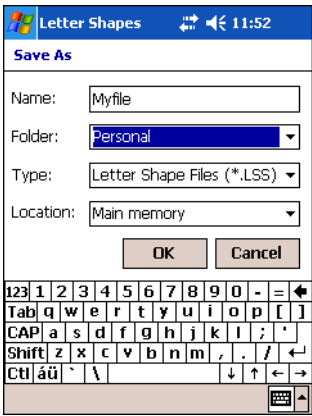 Letter Shapes 11:52
Save As
Name: Myfile
Folder: Personal
Type: Letter Shape Files (*.LSS)
Location: Main memory
OK Cancel
123 1 2 3 4 5 6 7 8 9 0 - = 
Tab q w e r t y u i o p [ ]
CAP a s d f g h j k l ; '
Shift z x c v b n m , . / ↵
Ctl áü ` \ ↓ ↑ ← →